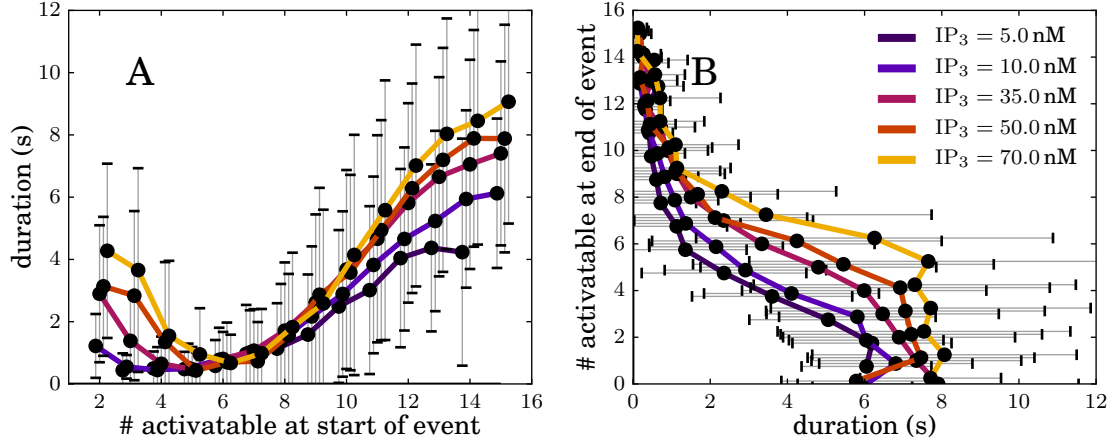 A
duration (s)
12
10
8
6
4
2
0
2
4
6
8
10
12
14
16
# activatable at start of event
B
# activatable at end of event
16
14
12
10
8
6
4
2
0
0
2
4
6
8
10
12
duration (s)
IP₃ = 5.0 nM
IP₃ = 10.0 nM
IP₃ = 35.0 nM
IP₃ = 50.0 nM
IP₃ = 70.0 nM